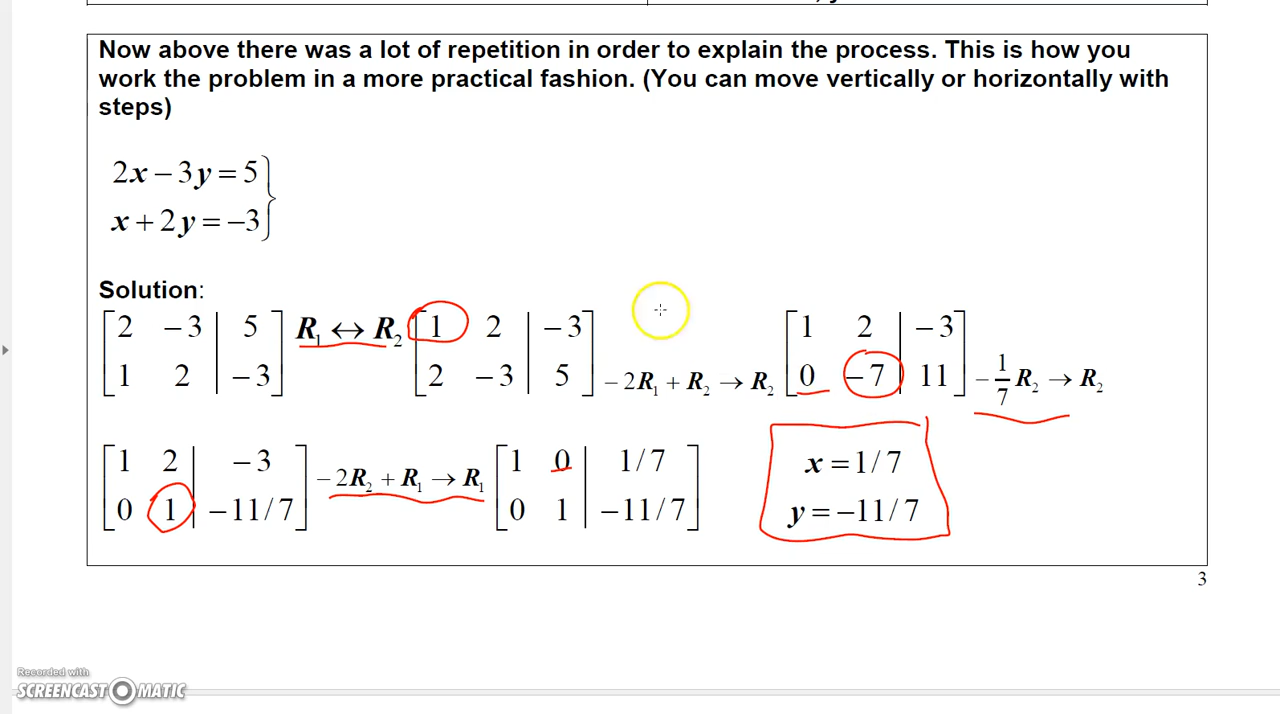 Now above there was a lot of repetition in order to explain the process. This is how you
work the problem in a more practical fashion. (You can move vertically or horizontally with
steps)
2x − 3y = 5
x + 2y = −3
Solution:
[2 −3 | 5] R₁ ↔ R₂ [1 2 | −3] [1 2 | −3]
[1 2 | −3] [2 −3 | 5] −2R₁ + R₂ → R₂ [0 −7 | 11] −1/7 R₂ → R₂
[1 2 | −3] −2R₂ + R₁ → R₁ [1 0 | 1/7] x = 1/7
[0 1 | −11/7] [0 1 | −11/7] y = −11/7
3
Recorded with
SCREENCAST-O-MATIC